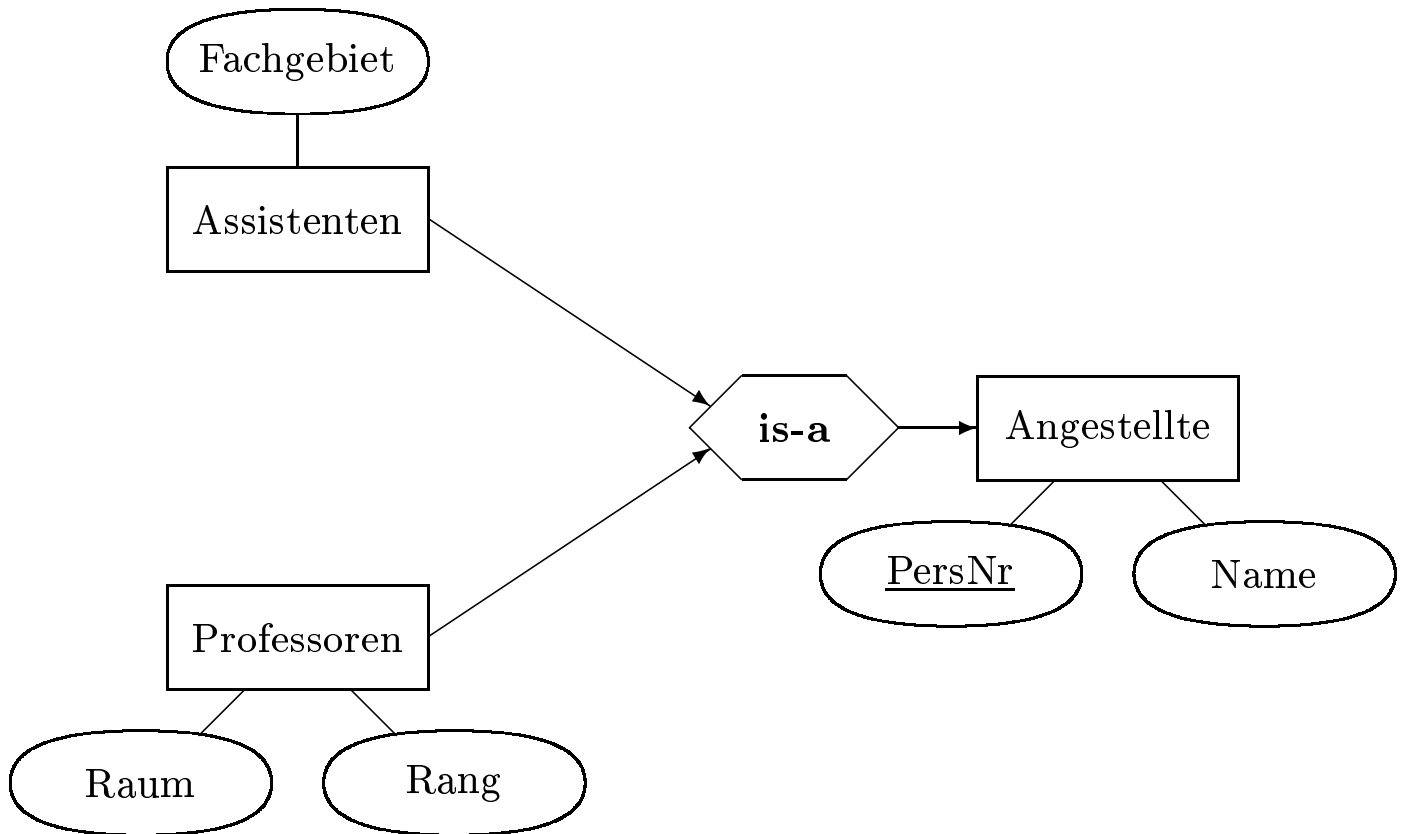 Fachgebiet
Assistenten
is-a
Angestellte
PersNr
Name
Professoren
Raum
Rang